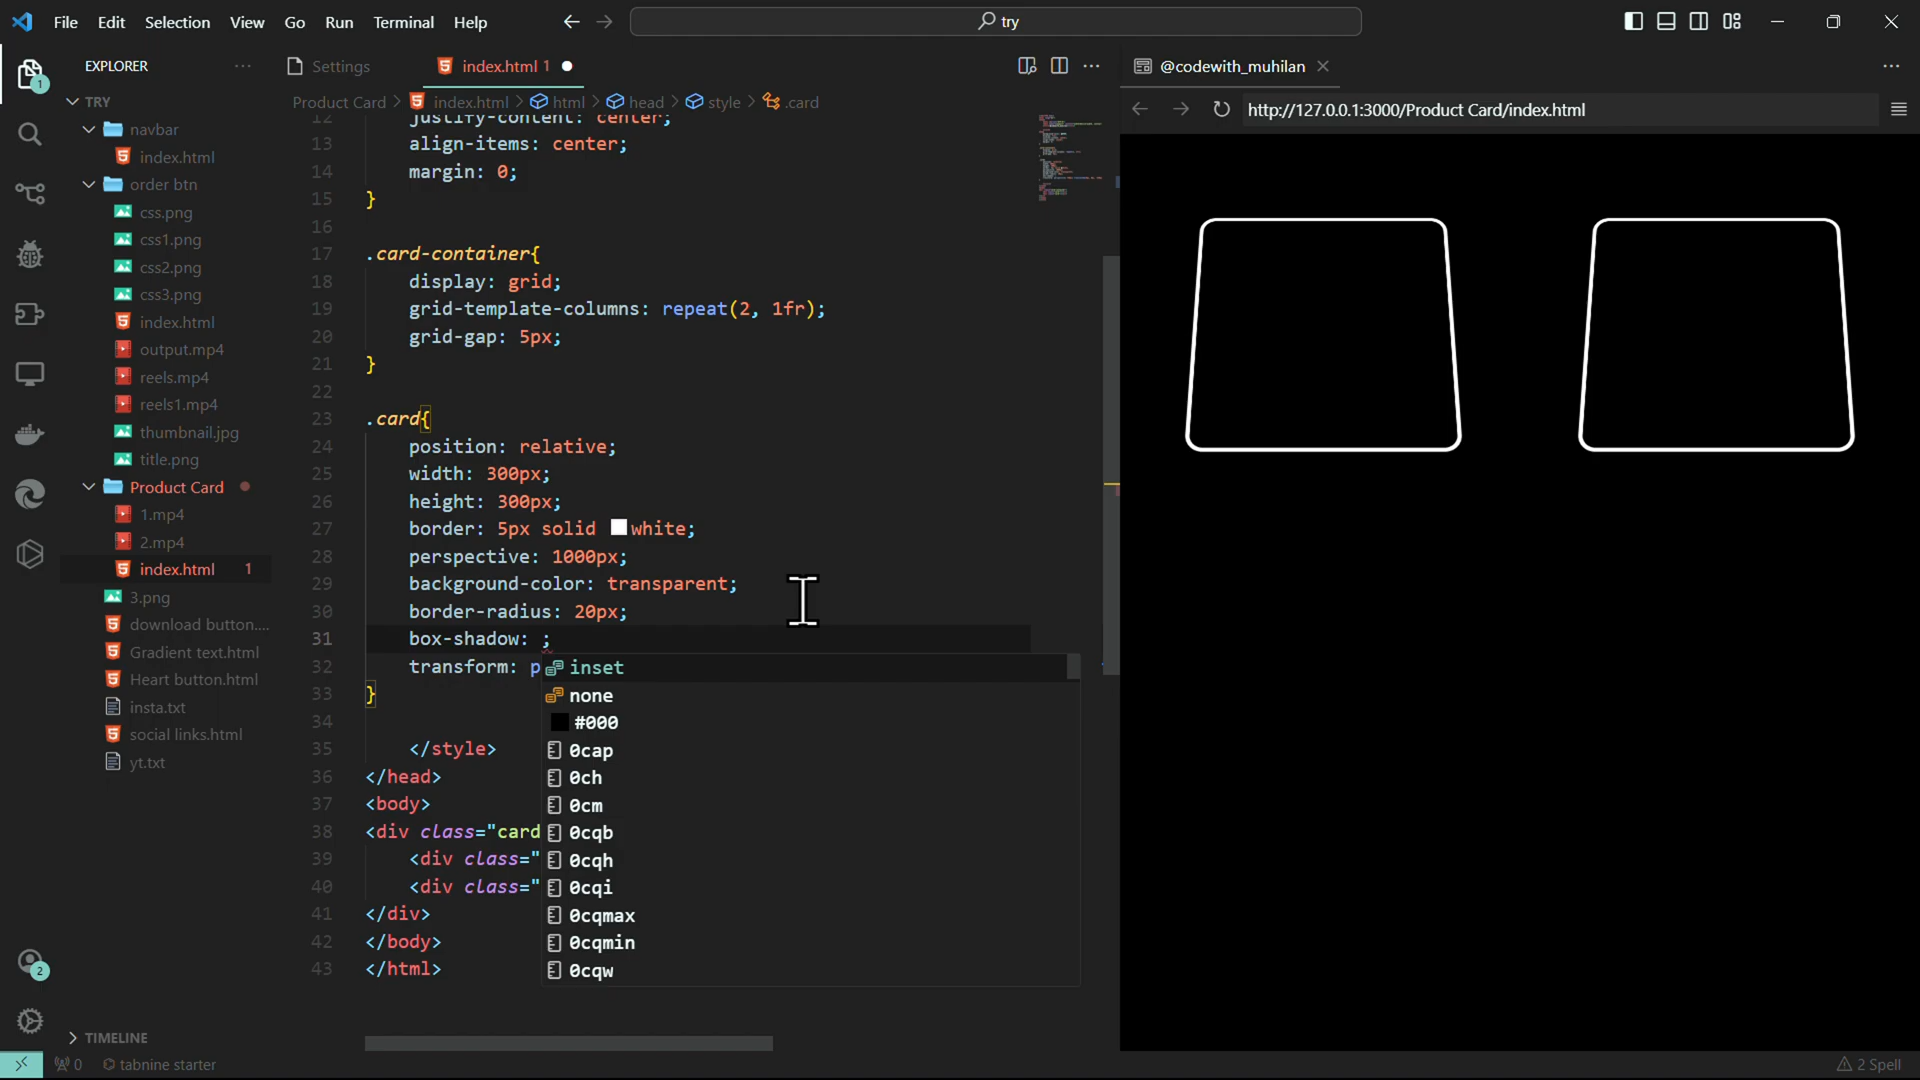 File Edit Selection View Go Run Terminal Help
try
EXPLORER
TRY
navbar
index.html
order btn
css.png
css1.png
css2.png
css3.png
index.html
output.mp4
reels.mp4
reels1.mp4
thumbnail.jpg
title.png
Product Card
1.mp4
2.mp4
index.html 1
3.png
download button....
Gradient text.html
Heart button.html
insta.txt
social links.html
yt.txt
TIMELINE
1
2
Settings
index.html 1
Product Card > index.html > html > head > style > .card
12 justify-content: center;
13 align-items: center;
14 margin: 0;
15 }
16
17 .card-container{
18 display: grid;
19 grid-template-columns: repeat(2, 1fr);
20 grid-gap: 5px;
21 }
22
23 .card{
24 position: relative;
25 width: 300px;
26 height: 300px;
27 border: 5px solid white;
28 perspective: 1000px;
29 background-color: transparent;
30 border-radius: 20px;
31 box-shadow: ;
32 transform: p
33 }
34
35 </style>
36 </head>
37 <body>
38 <div class="card
39 <div class="
40 <div class="
41 </div>
42 </body>
43 </html>
inset
none
#000
0cap
0ch
0cm
0cqb
0cqh
0cqi
0cqmax
0cqmin
0cqw
@codewith_muhilan
http://127.0.0.1:3000/Product Card/index.html
0 tabnine starter
2 Spell